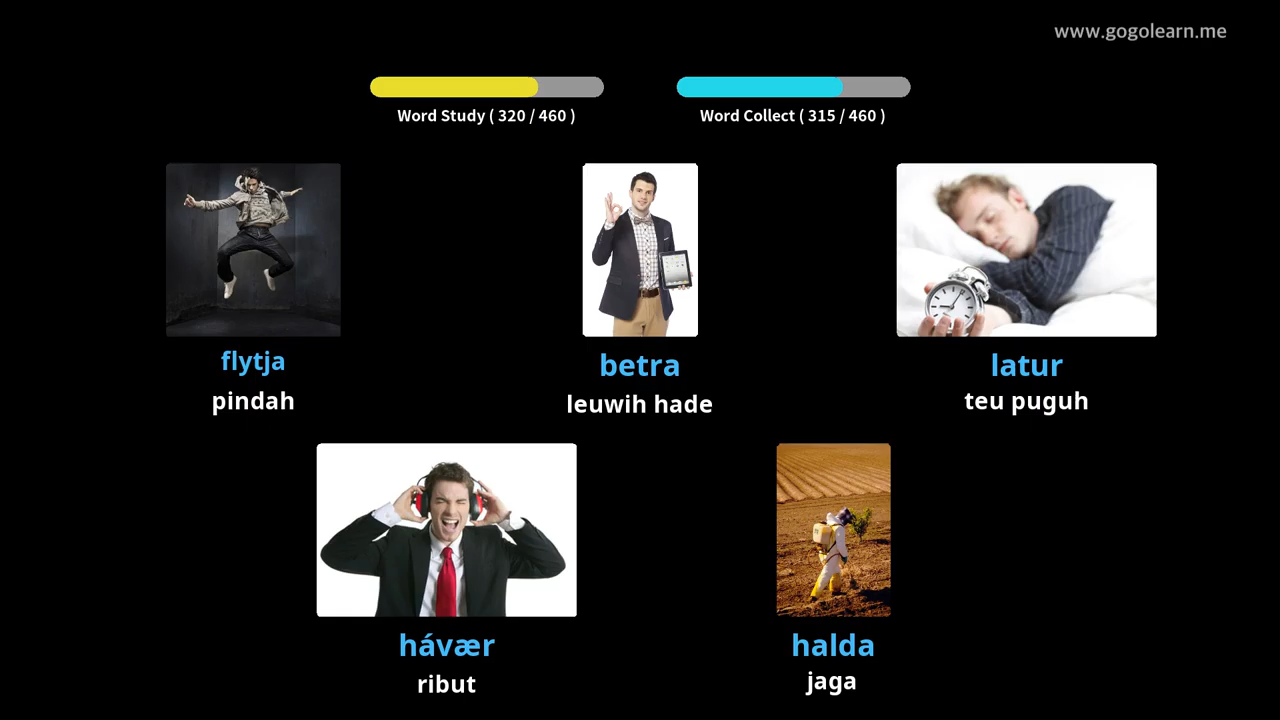 www.gogolearn.me
Word Study ( 320 / 460 )
Word Collect ( 315 / 460 )
flytja
pindah
betra
leuwih hade
latur
teu puguh
hávær
ribut
halda
jaga